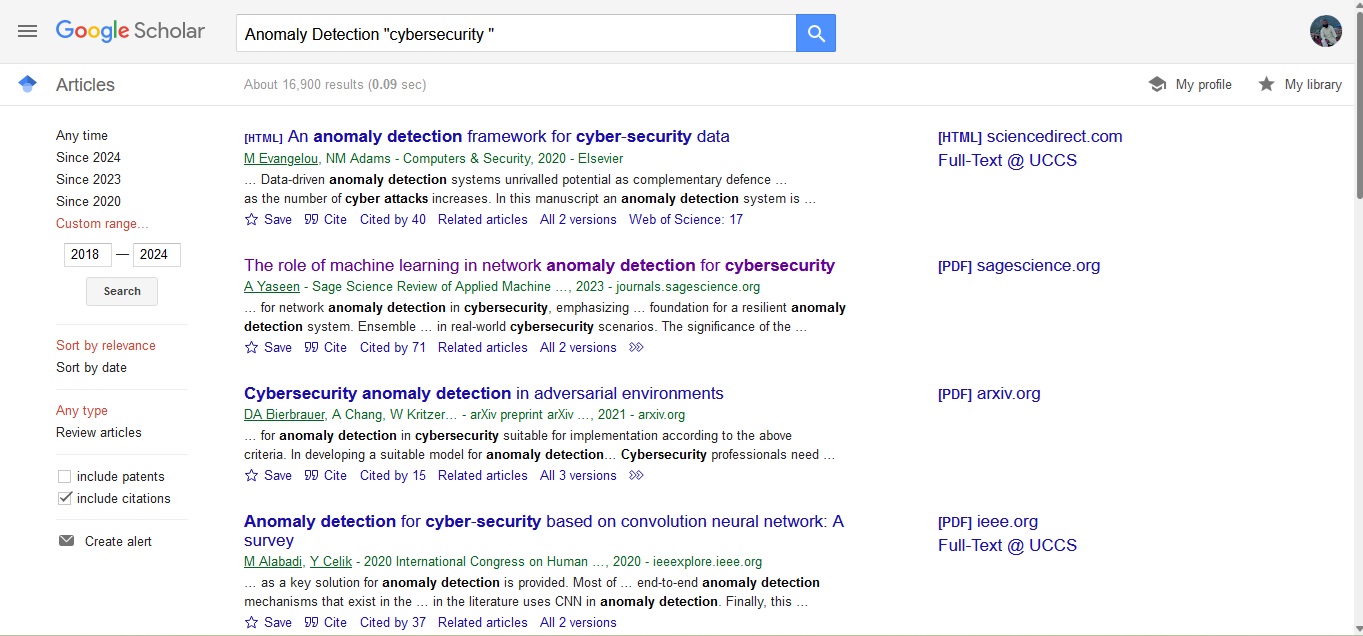 Google Scholar
Anomaly Detection "cybersecurity "
Articles
About 16,900 results (0.09 sec)
My profile
My library
Any time
Since 2024
Since 2023
Since 2020
Custom range...
2018 — 2024
Search
Sort by relevance
Sort by date
Any type
Review articles
include patents
include citations
Create alert
[HTML] An anomaly detection framework for cyber-security data
M Evangelou, NM Adams - Computers & Security, 2020 - Elsevier
… Data-driven anomaly detection systems unrivalled potential as complementary defence …
as the number of cyber attacks increases. In this manuscript an anomaly detection system is …
Save Cite Cited by 40 Related articles All 2 versions Web of Science: 17
[HTML] sciencedirect.com
Full-Text @ UCCS
The role of machine learning in network anomaly detection for cybersecurity
A Yaseen - Sage Science Review of Applied Machine …, 2023 - journals.sagescience.org
… for network anomaly detection in cybersecurity, emphasizing … foundation for a resilient anomaly
detection system. Ensemble … in real-world cybersecurity scenarios. The significance of the …
Save Cite Cited by 71 Related articles All 2 versions
[PDF] sagescience.org
Cybersecurity anomaly detection in adversarial environments
DA Bierbrauer, A Chang, W Kritzer… - arXiv preprint arXiv …, 2021 - arxiv.org
… for anomaly detection in cybersecurity suitable for implementation according to the above
criteria. In developing a suitable model for anomaly detection… Cybersecurity professionals need …
Save Cite Cited by 15 Related articles All 3 versions
[PDF] arxiv.org
Anomaly detection for cyber-security based on convolution neural network: A
survey
M Alabadi, Y Celik - 2020 International Congress on Human …, 2020 - ieeexplore.ieee.org
… as a key solution for anomaly detection is provided. Most of … end-to-end anomaly detection
mechanisms that exist in the … in the literature uses CNN in anomaly detection. Finally, this …
Save Cite Cited by 37 Related articles All 2 versions
[PDF] ieee.org
Full-Text @ UCCS